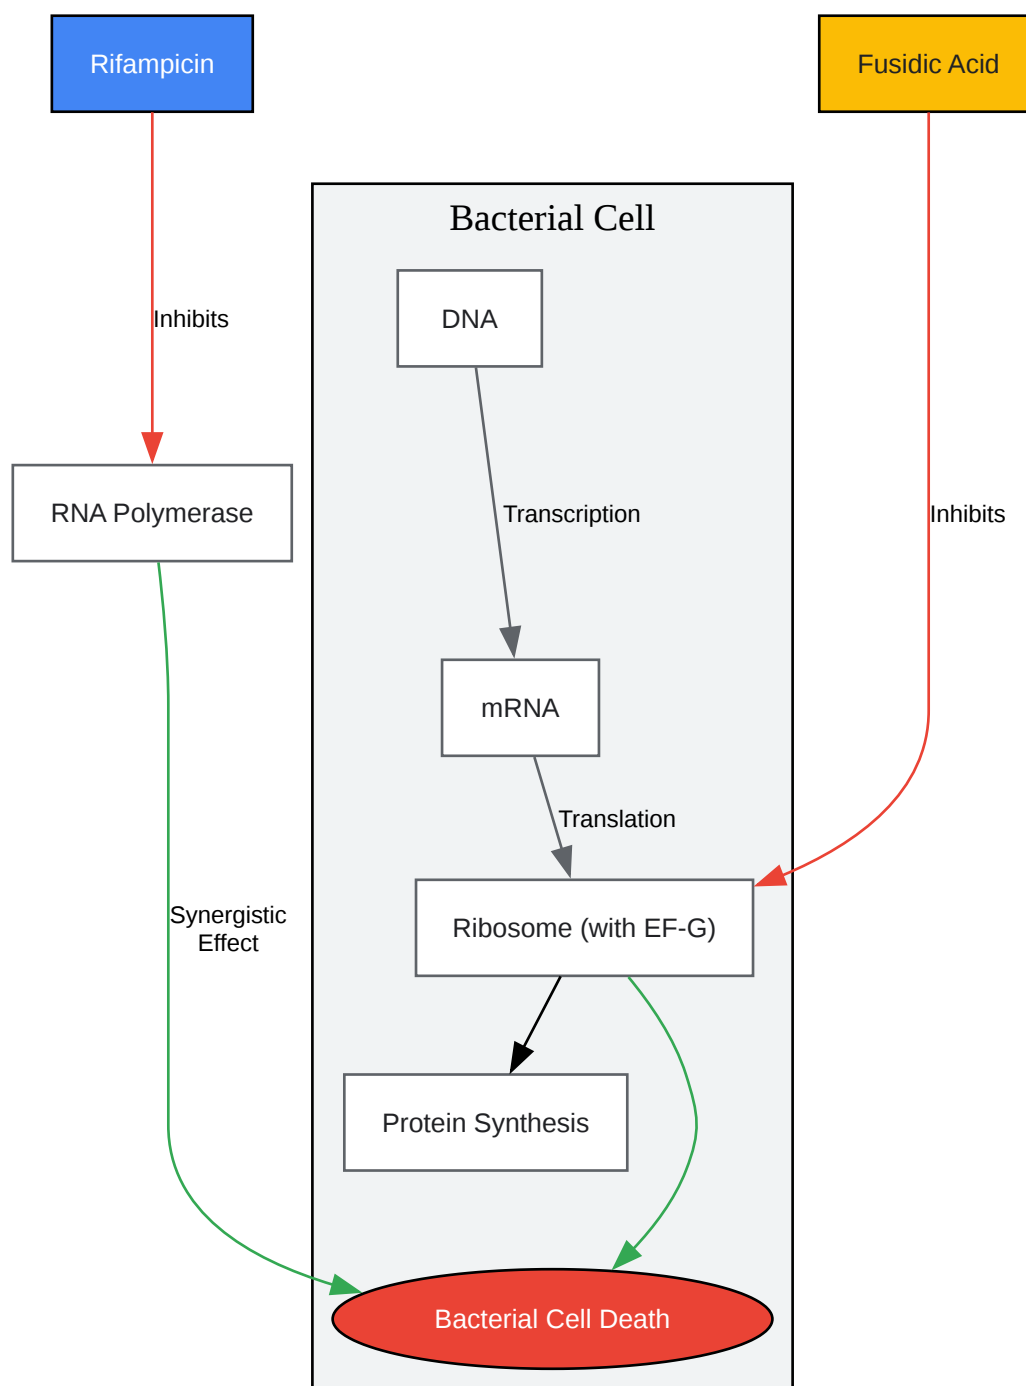 Rifampicin
Fusidic Acid
Bacterial Cell
DNA
Inhibits
RNA Polymerase
Transcription
Inhibits
mRNA
Translation
Synergistic
Effect
Ribosome (with EF-G)
Protein Synthesis
Bacterial Cell Death